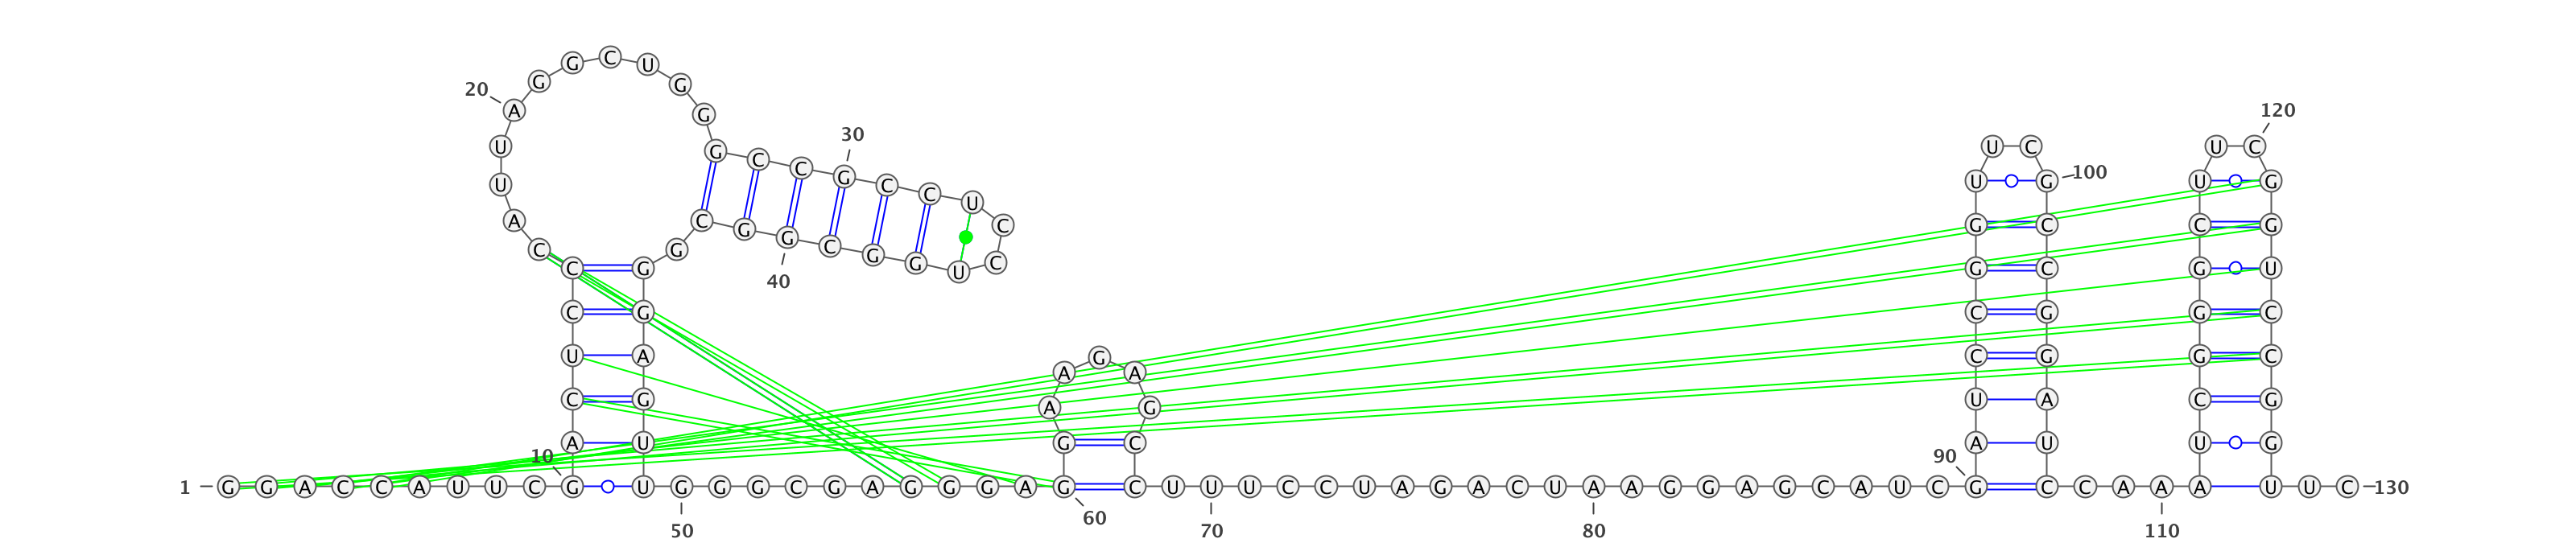 1
G G A C C A U U C
10
G A C U C C C A U U
20
A G G C U G G G C C
30
G C C U C C U G G C
40
G G C G G G A G U U
50
G G G C G A G G G A
60
G G A A G A G C C U
70
U U C C U A G A C U
80
A A G G A G C A U C
90
G A U C C G G U U C
100
G C C G G A U C C A
110
A A U C G G G C U U
120
C G G U C C G G U U
130
C